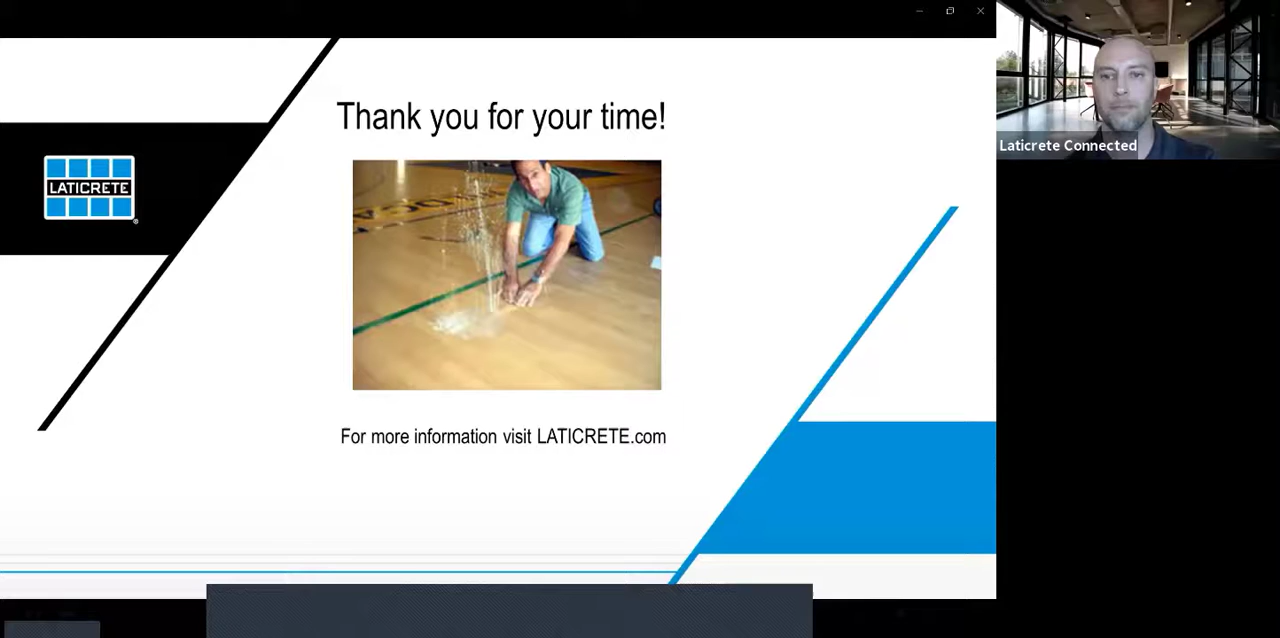 Thank you for your time!
LATICRETE
Laticrete Connected
For more information visit LATICRETE.com